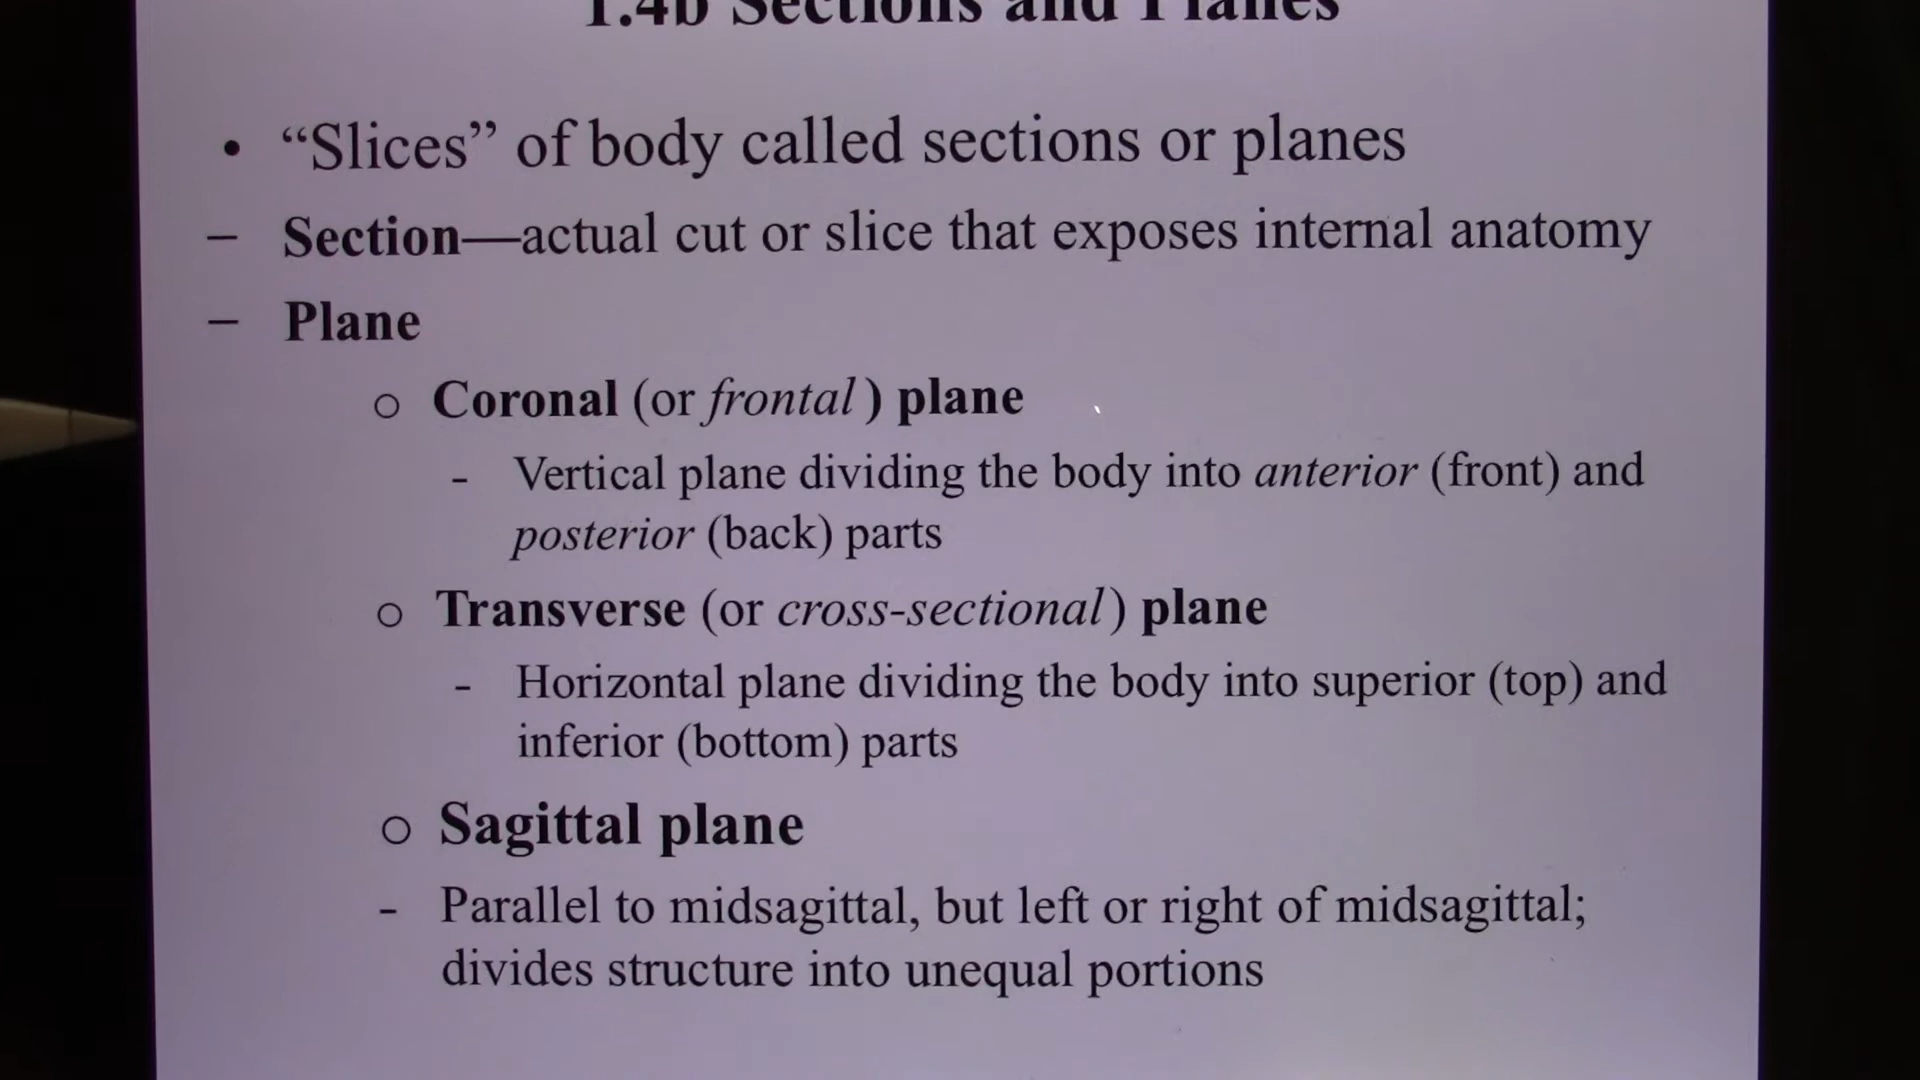 1.4b Sections and Planes
• “Slices” of body called sections or planes
– Section—actual cut or slice that exposes internal anatomy
– Plane
o Coronal (or frontal) plane
- Vertical plane dividing the body into anterior (front) and
posterior (back) parts
o Transverse (or cross-sectional) plane
- Horizontal plane dividing the body into superior (top) and
inferior (bottom) parts
o Sagittal plane
- Parallel to midsagittal, but left or right of midsagittal;
divides structure into unequal portions